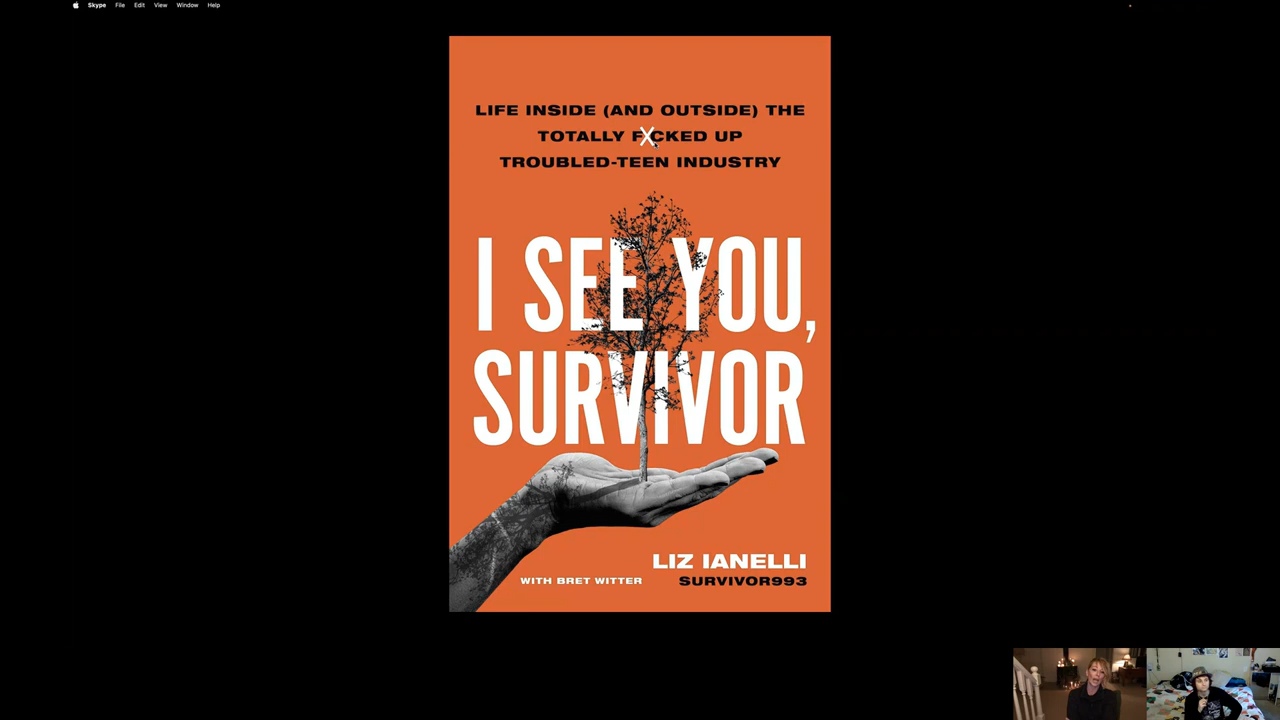 Skype File Edit View Window Help
LIFE INSIDE (AND OUTSIDE) THE
TOTALLY FXCKED UP
TROUBLED-TEEN INDUSTRY
I SEE YOU,
SURVIVOR
LIZ IANELLI
WITH BRET WITTER SURVIVOR993